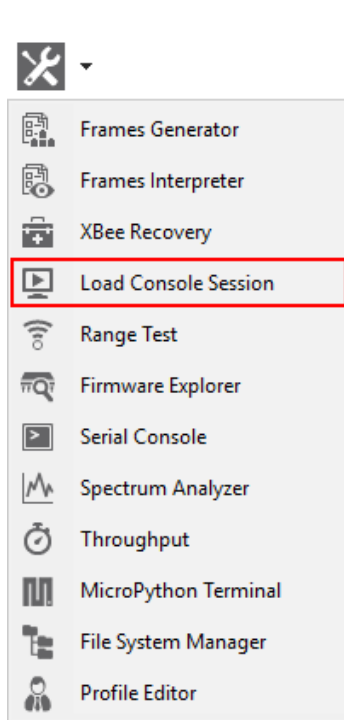 Frames Generator
Frames Interpreter
XBee Recovery
Load Console Session
Range Test
Firmware Explorer
Serial Console
Spectrum Analyzer
Throughput
MicroPython Terminal
File System Manager
Profile Editor